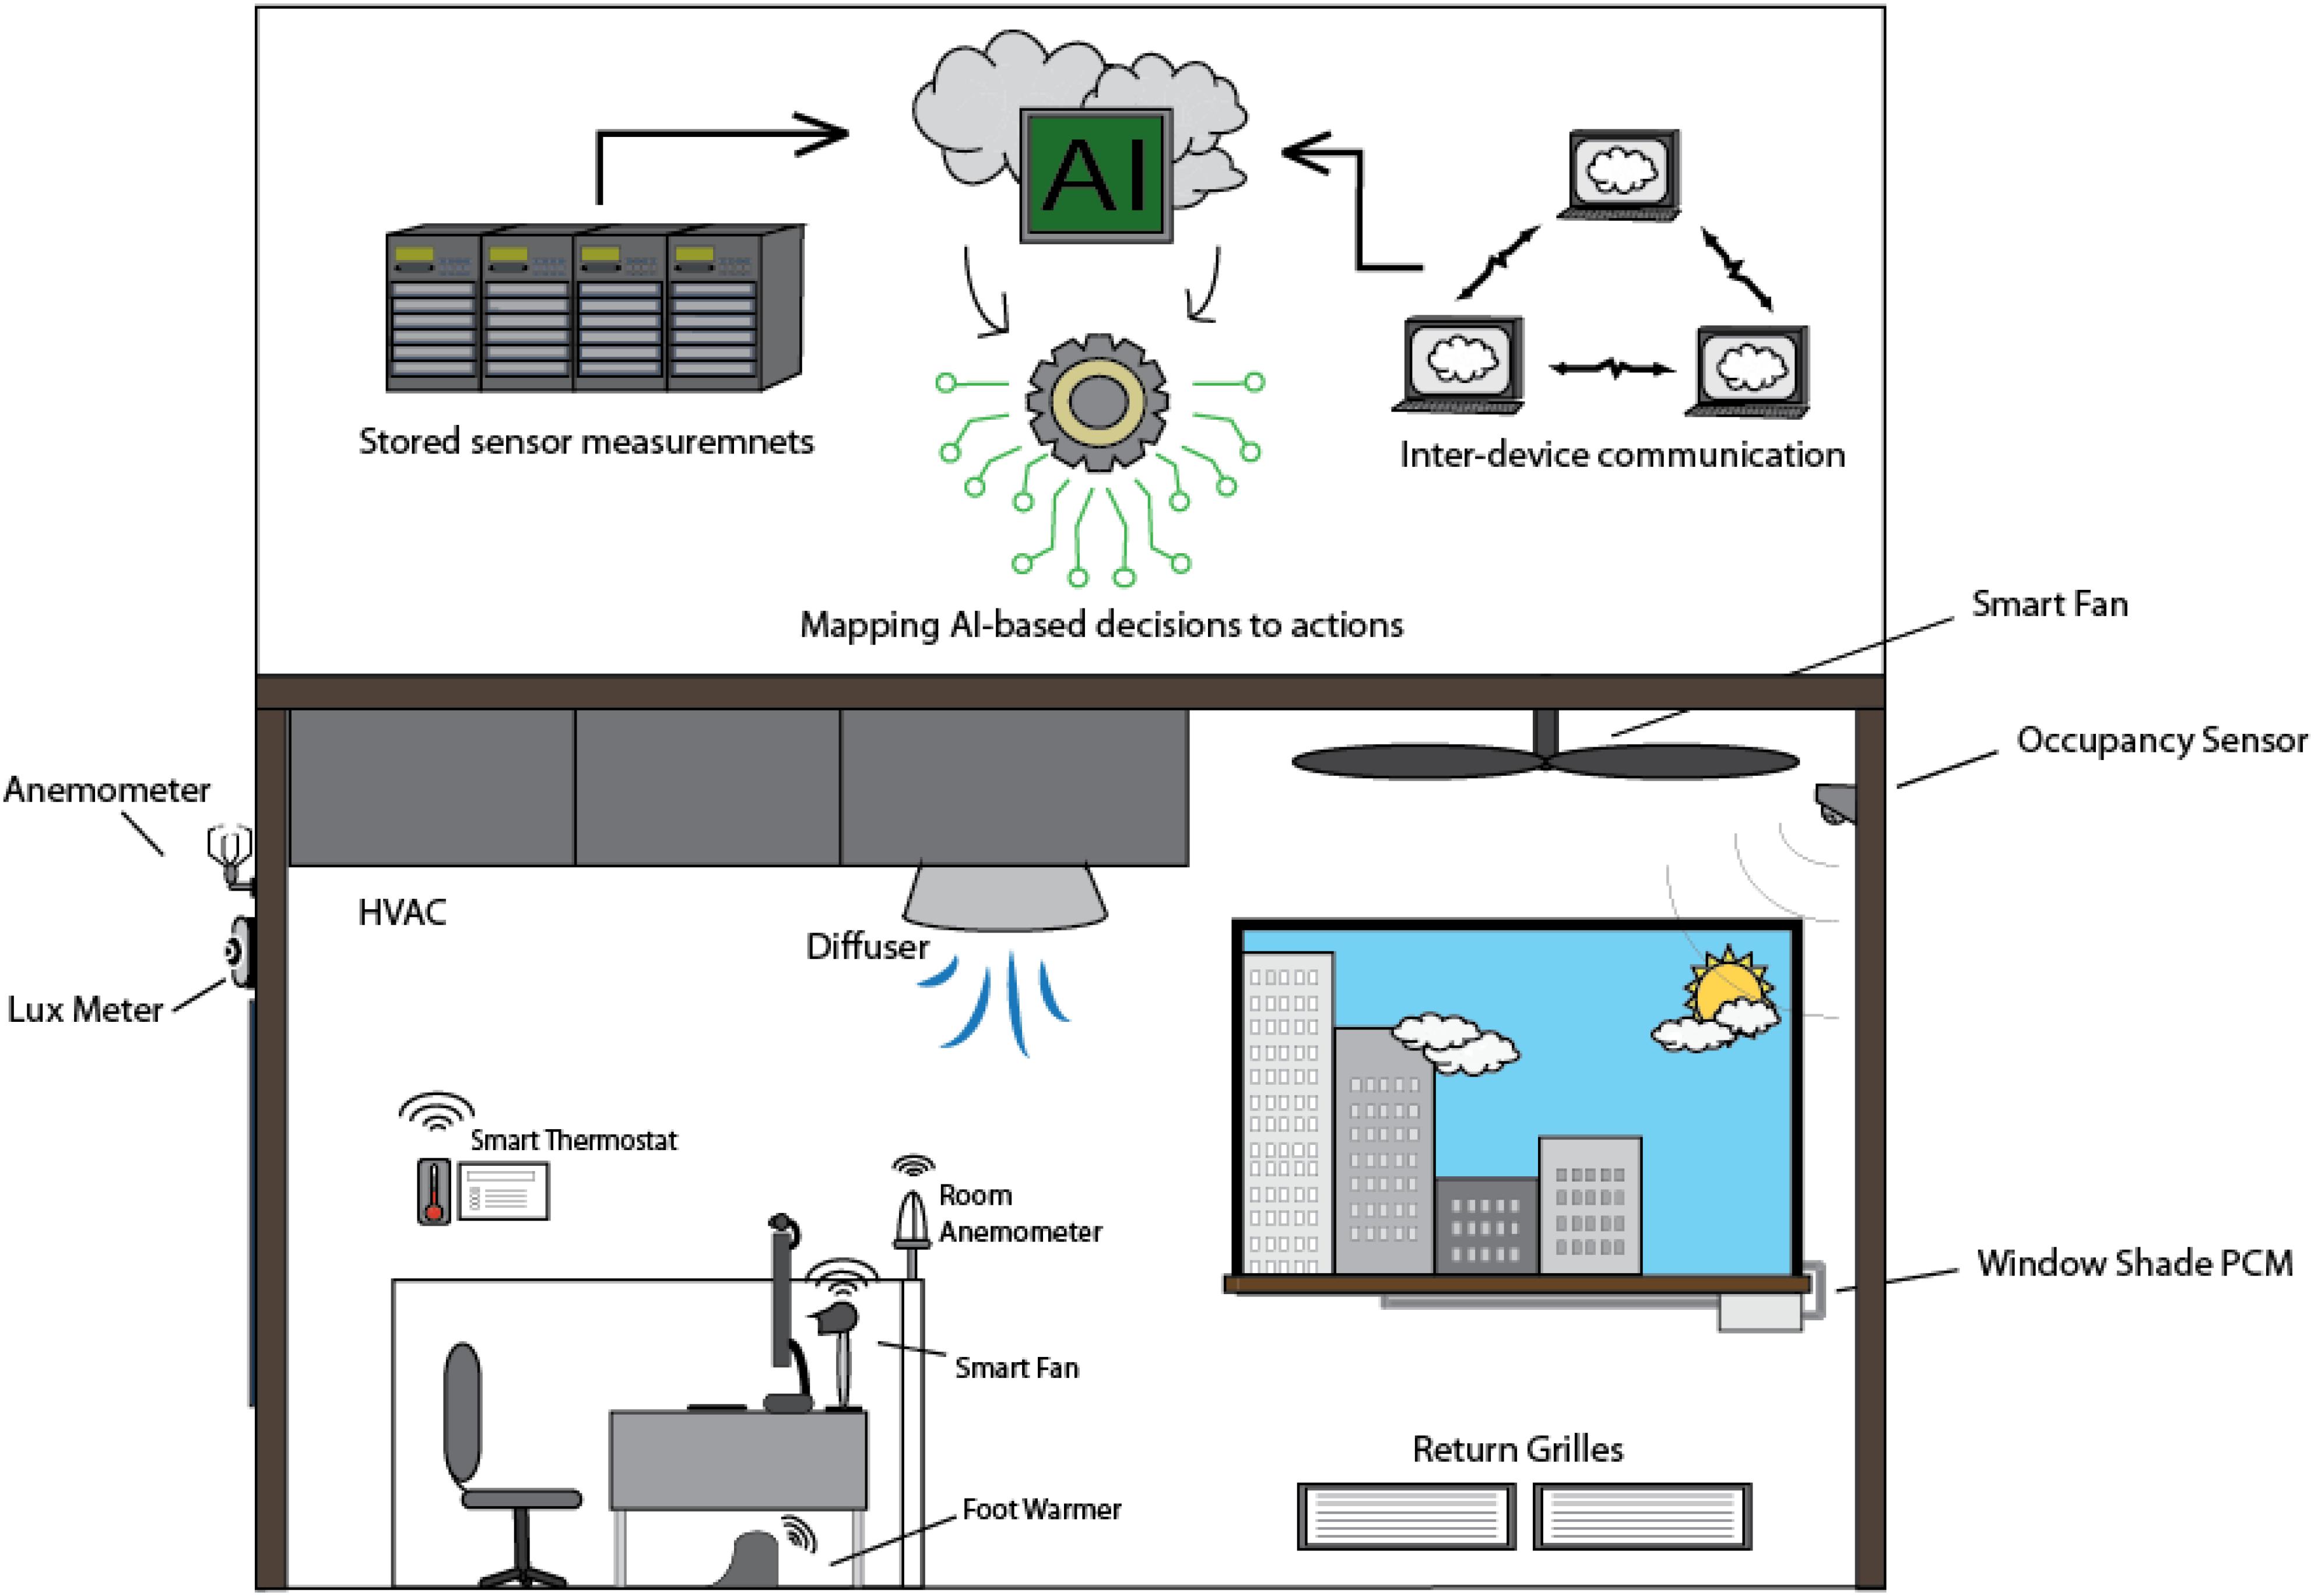 AI
Stored sensor measuremnets
Inter-device communication
Mapping AI-based decisions to actions
Smart Fan
Occupancy Sensor
Anemometer
HVAC
Diffuser
Lux Meter
Smart Thermostat
Room
Anemometer
Window Shade PCM
Smart Fan
Return Grilles
Foot Warmer